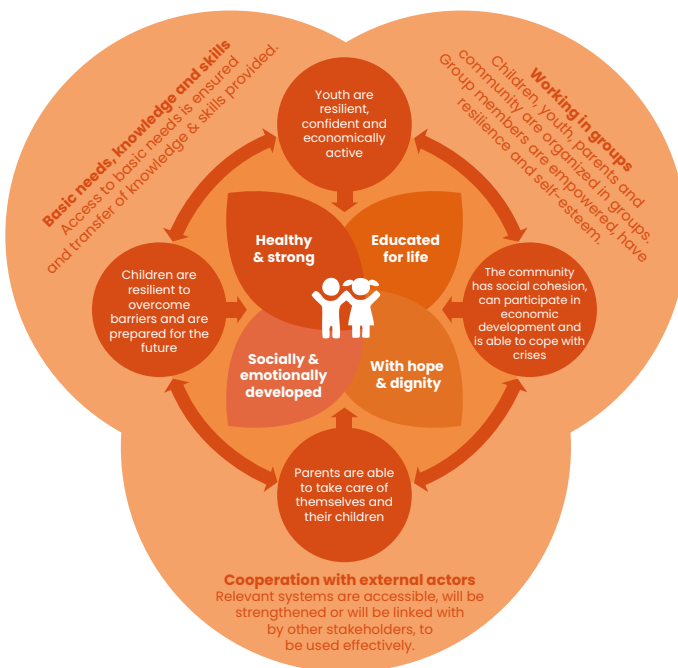 Basic needs, knowledge and skills
Access to basic needs is ensured
and transfer of knowledge & skills provided.
Working in groups
Children, youth, parents and
community are organized in groups.
Group members are empowered, have
resilience and self-esteem.
Youth are
resilient,
confident and
economically
active
Healthy
& strong
Educated
for life
Children are
resilient to
overcome
barriers and are
prepared for the
future
The community
has social cohesion,
can participate in
economic
development and
is able to cope with
crises
Socially &
emotionally
developed
With hope
& dignity
Parents are able
to take care of
themselves and
their children
Cooperation with external actors
Relevant systems are accessible, will be
strengthened or will be linked with
by other stakeholders, to
be used effectively.